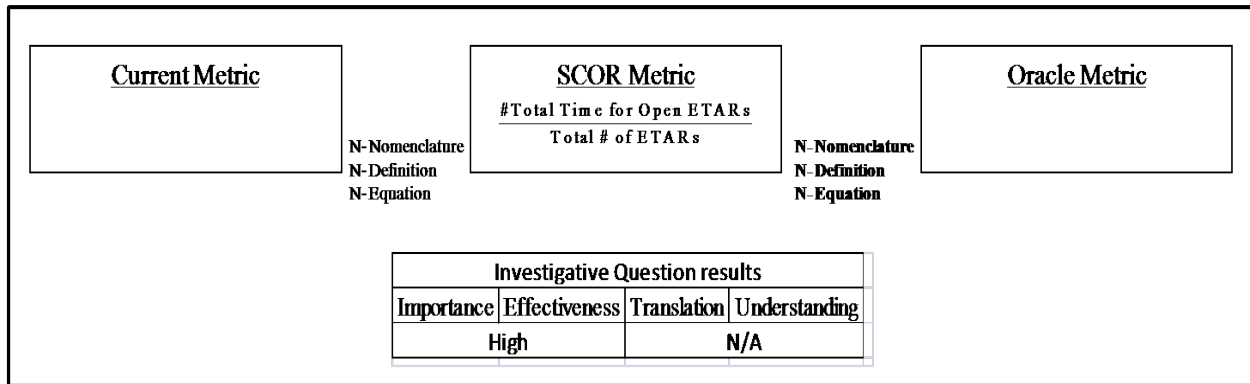 Current Metric
SCOR Metric
#Total Time for Open ETARs
Total # of ETARs
Oracle Metric
N-Nomenclature
N-Definition
N-Equation
N-Nomenclature
N-Definition
N-Equation
Investigative Question results
Importance Effectiveness Translation Understanding
High N/A